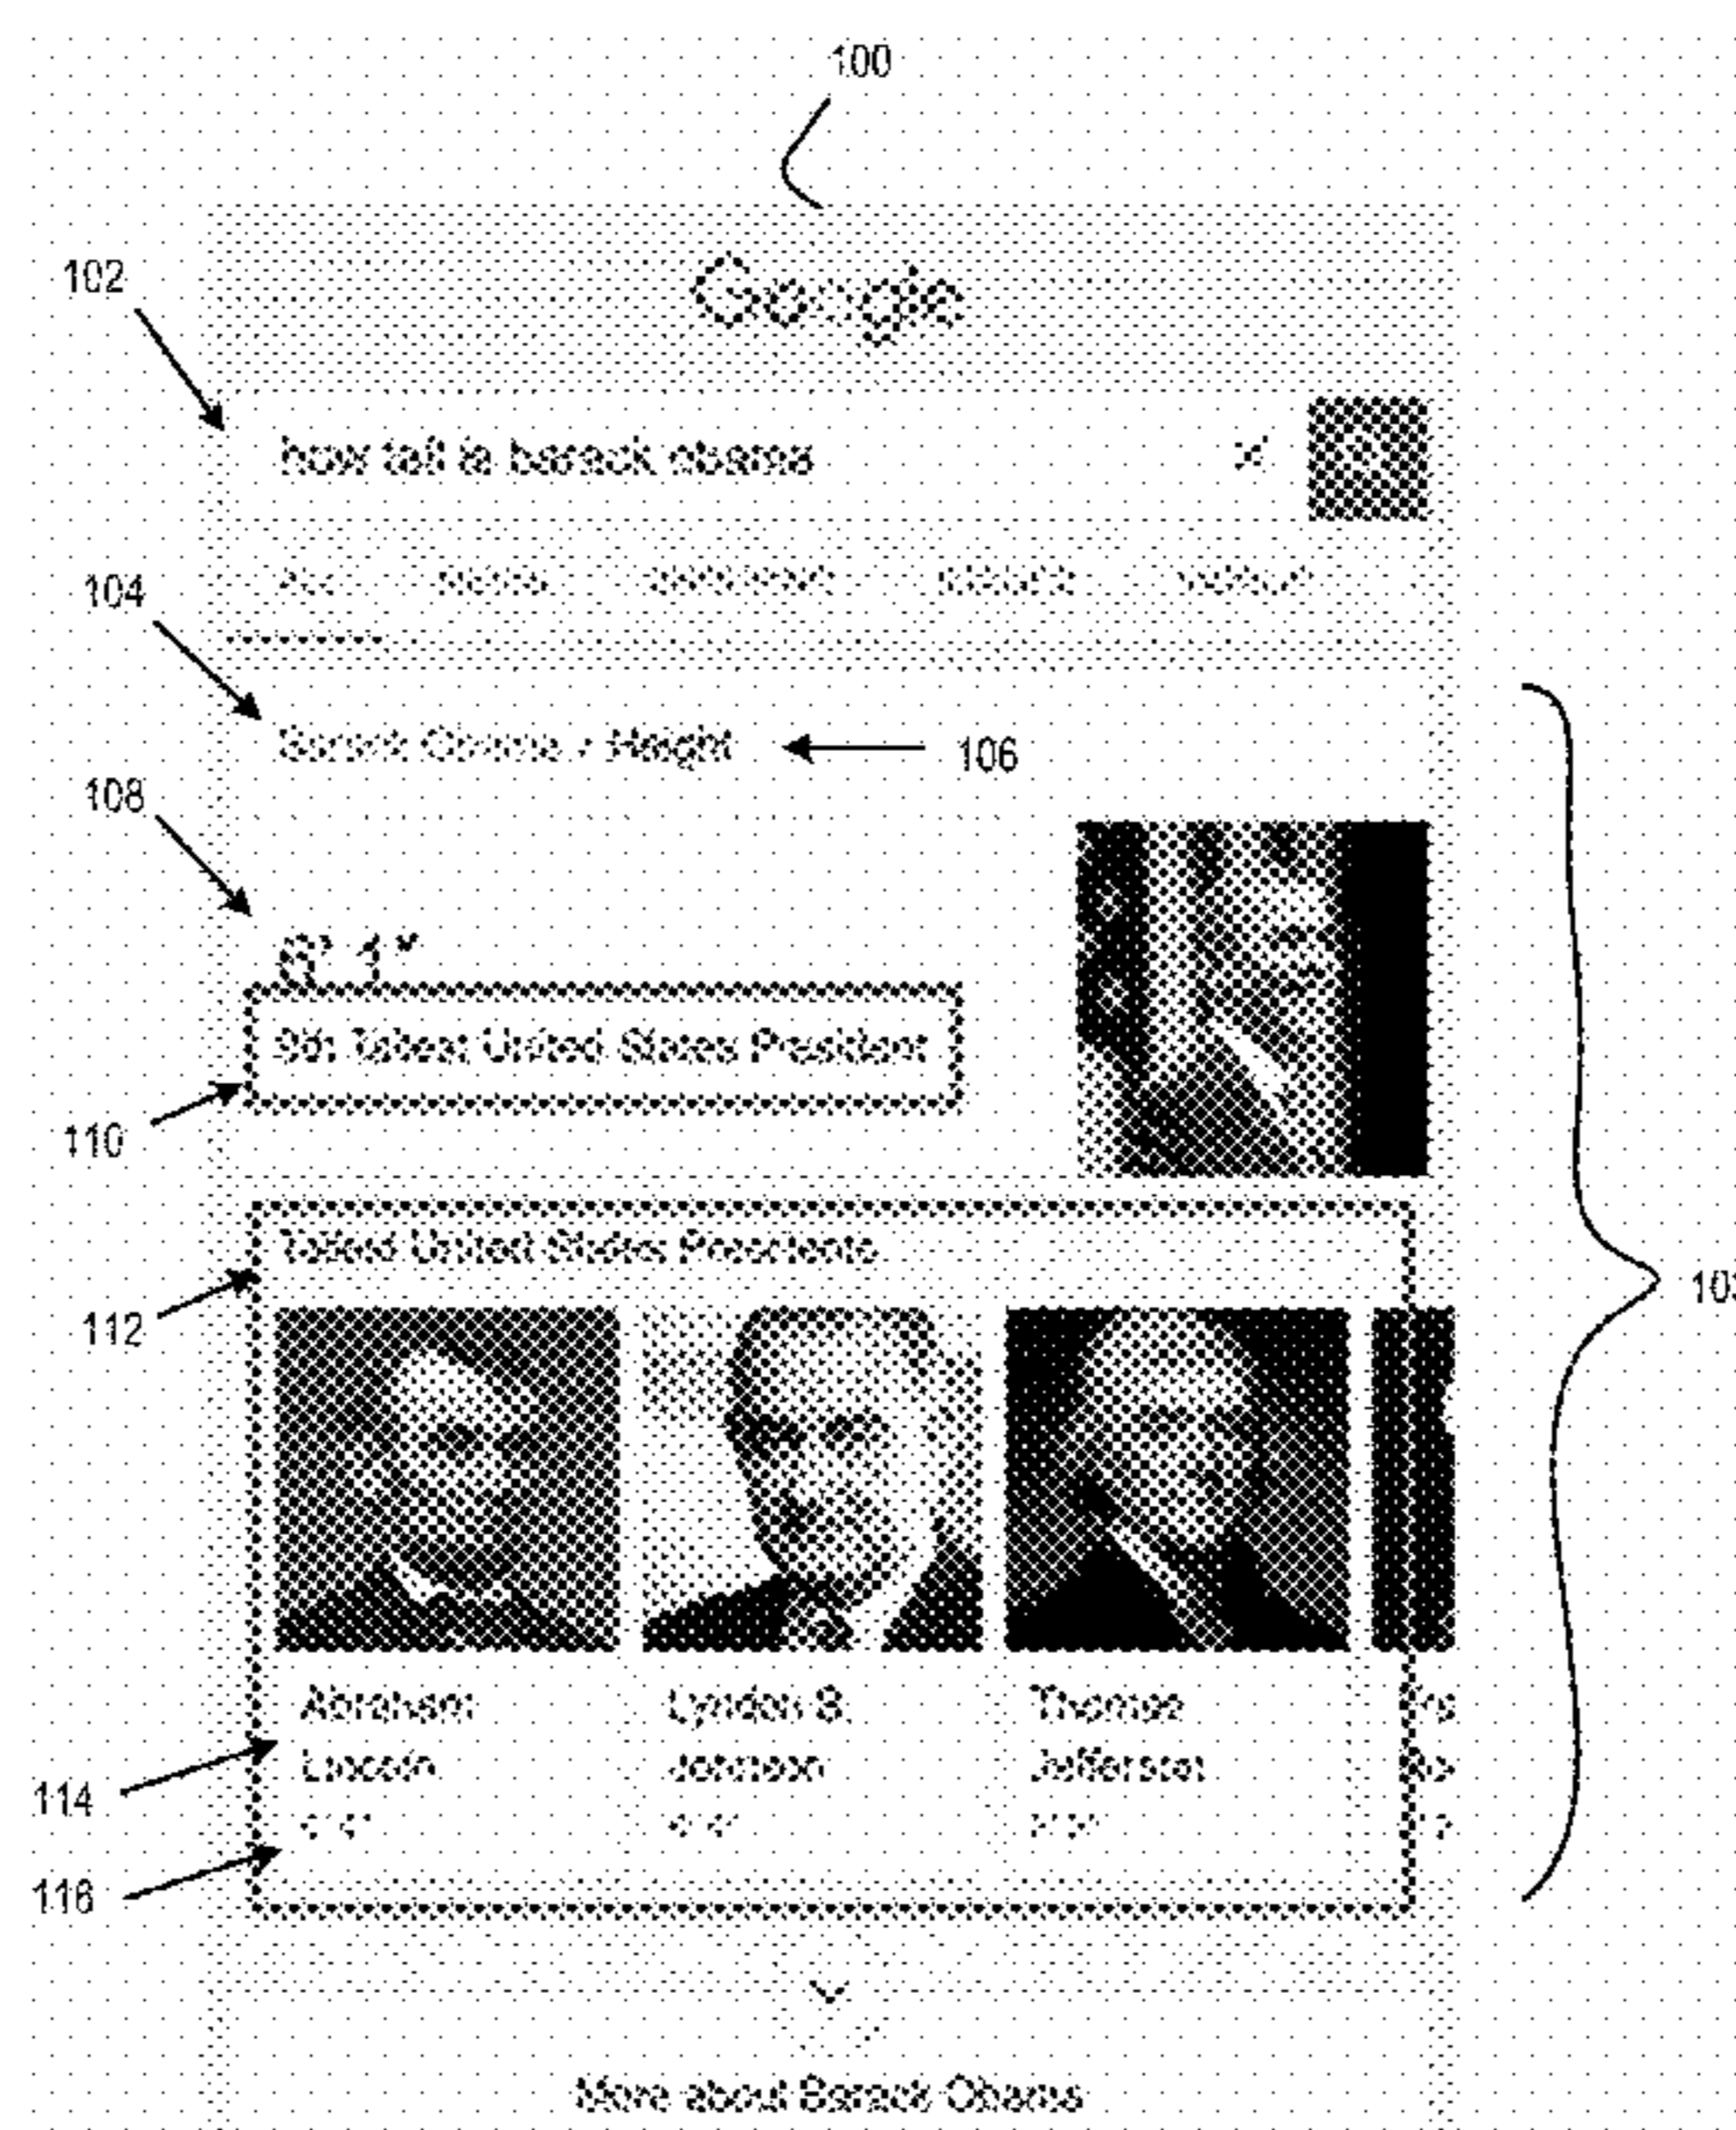 100
Google
102
how tall is barack obama
104
Barack Obama / Height
106
108
6' 1"
9th Tallest United States President
110
Tallest United States Presidents
112
Abraham Lyndon B. Thomas
Lincoln Johnson Jefferson
114
116
More about Barack Obama